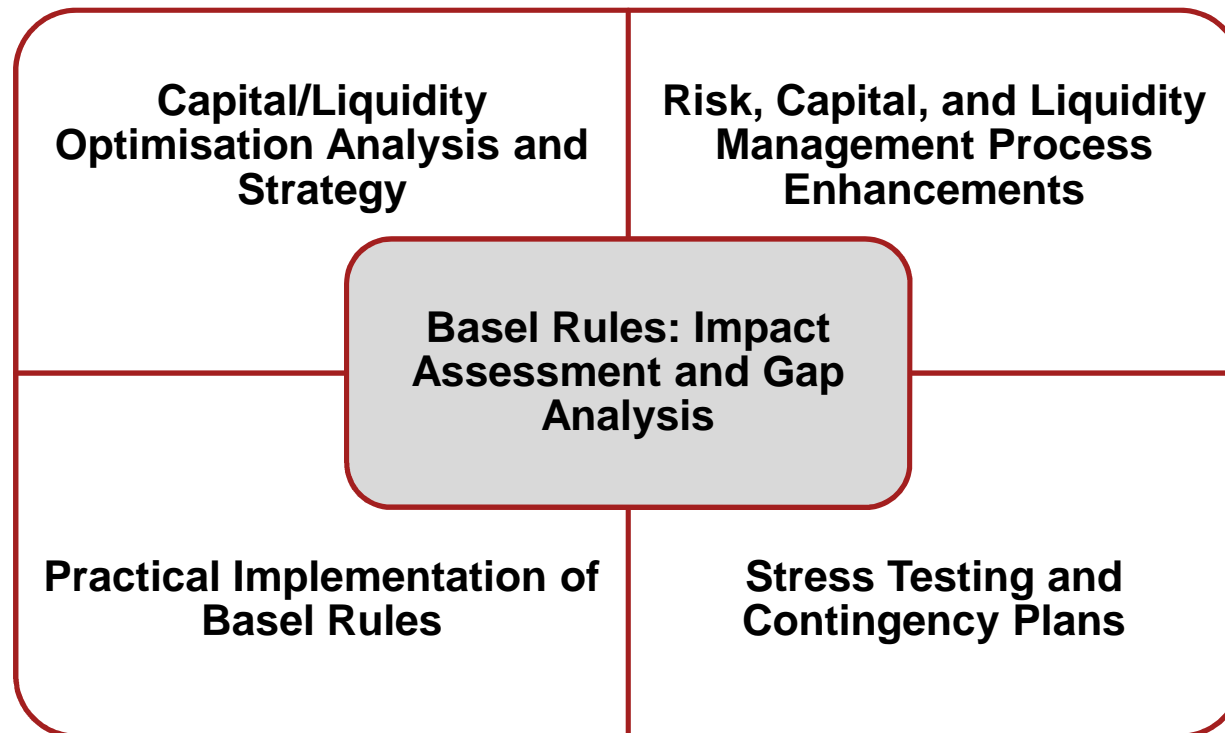 Capital/Liquidity
Optimisation Analysis and
Strategy
Risk, Capital, and Liquidity
Management Process
Enhancements
Basel Rules: Impact
Assessment and Gap
Analysis
Practical Implementation of
Basel Rules
Stress Testing and
Contingency Plans